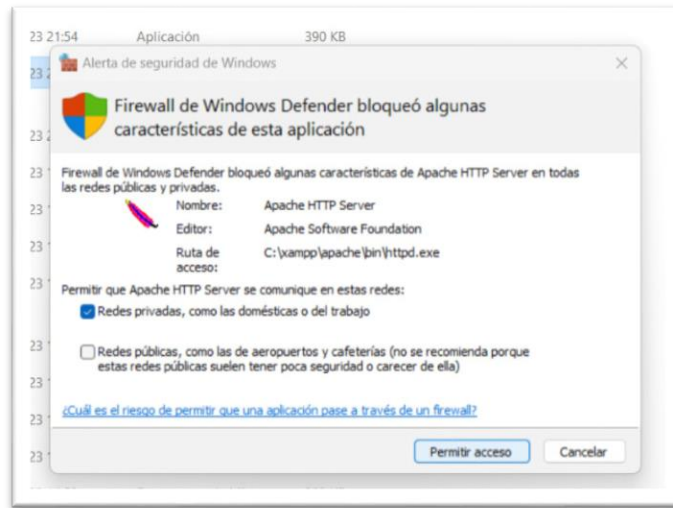 23 21:54 Aplicación 390 KB
Alerta de seguridad de Windows
Firewall de Windows Defender bloqueó algunas
características de esta aplicación
Firewall de Windows Defender bloqueó algunas características de Apache HTTP Server en todas
las redes públicas y privadas.
Nombre: Apache HTTP Server
Editor: Apache Software Foundation
Ruta de C:\xampp\apache\bin\httpd.exe
acceso:
Permitir que Apache HTTP Server se comunique en estas redes:
Redes privadas, como las domésticas o del trabajo
Redes públicas, como las de aeropuertos y cafeterías (no se recomienda porque
estas redes públicas suelen tener poca seguridad o carecer de ella)
¿Cuál es el riesgo de permitir que una aplicación pase a través de un firewall?
Permitir acceso Cancelar